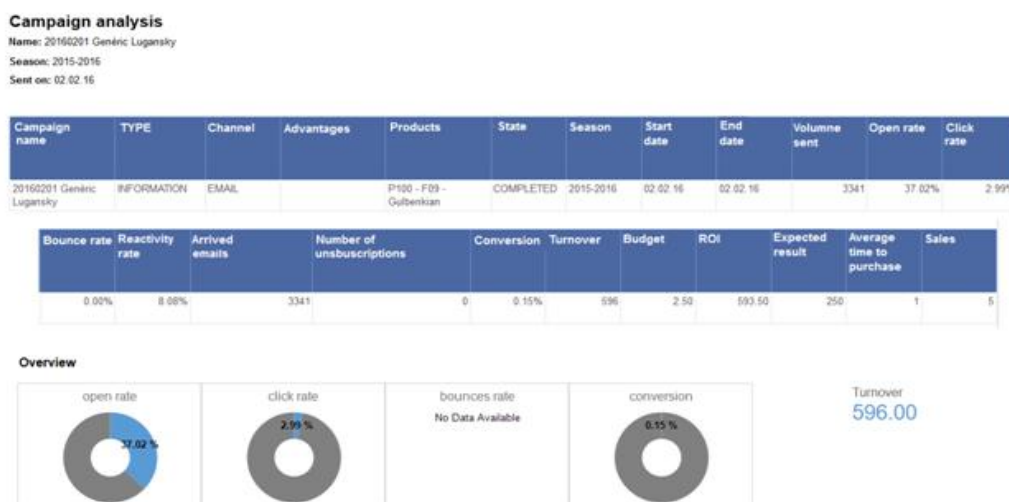 Campaign analysis
Name: 20160201 Genéric Lugansky
Season: 2015-2016
Sent on: 02.02.16
Campaign name TYPE Channel Advantages Products State Season Start date End date Volumne sent Open rate Click rate
20160201 Genéric Lugansky INFORMATION EMAIL P100 - F09 - Gulbenkian COMPLETED 2015-2016 02.02.16 02.02.16 3341 37.02% 2.99%
Bounce rate Reactivity rate Arrived emails Number of unsbuscriptions Conversion Turnover Budget ROI Expected result Average time to purchase Sales
0.00% 8.08% 3341 0 0.15% 596 2.50 593.50 250 1 5
Overview
open rate click rate bounces rate conversion Turnover
37.02 % 2.99 % No Data Available 0.15 % 596.00